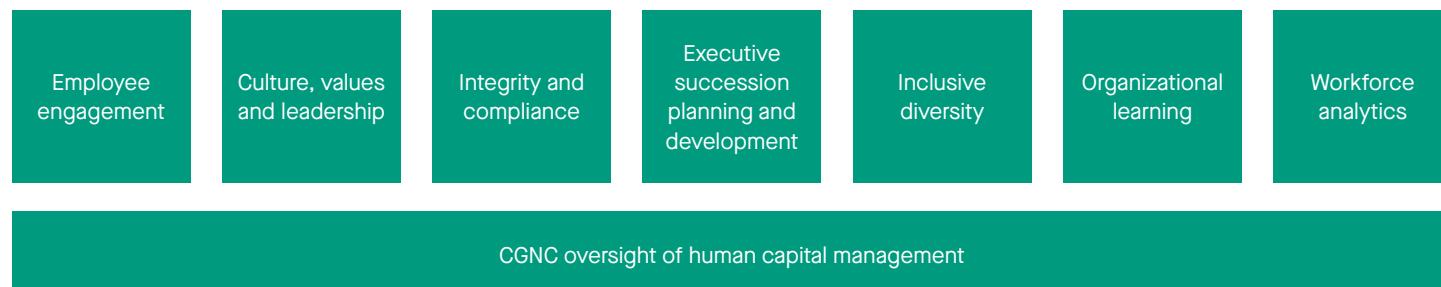 Employee
engagement
Culture, values
and leadership
Integrity and
compliance
Executive
succession
planning and
development
Inclusive
diversity
Organizational
learning
Workforce
analytics
CGNC oversight of human capital management